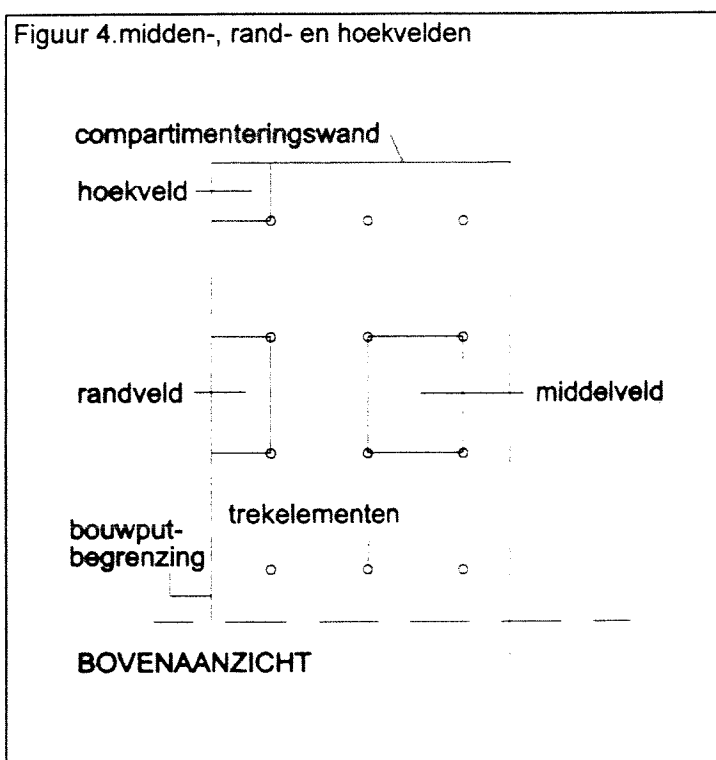 Figuur 4.midden-, rand- en hoekvelden
compartimenteringswand
hoekveld
randveld
middelveld
trekelementen
bouwput-
begrenzing
BOVENAANZICHT